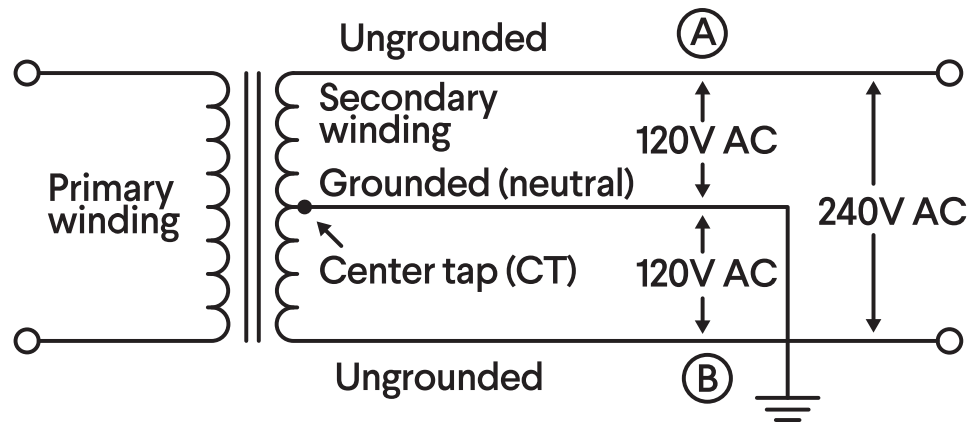 Ungrounded
A
Secondary
winding
120V AC
Primary
winding
Grounded (neutral)
240V AC
Center tap (CT)
120V AC
Ungrounded
B